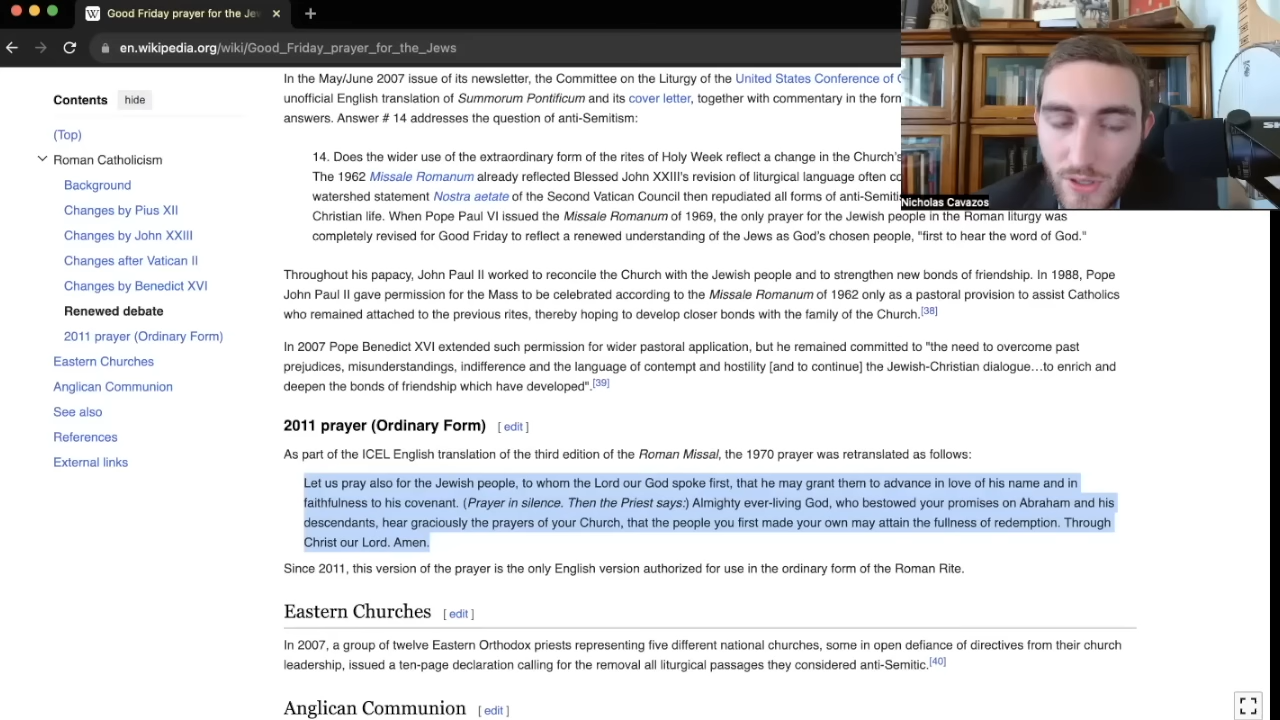 Good Friday prayer for the Je
en.wikipedia.org/wiki/Good_Friday_prayer_for_the_Jews
Contents
hide
(Top)
Roman Catholicism
Background
Changes by Pius XII
Changes by John XXIII
Changes after Vatican II
Changes by Benedict XVI
Renewed debate
2011 prayer (Ordinary Form)
Eastern Churches
Anglican Communion
See also
References
External links
In the May/June 2007 issue of its newsletter, the Committee on the Liturgy of the United States Conference of
unofficial English translation of Summorum Pontificum and its cover letter, together with commentary in the
answers. Answer # 14 addresses the question of anti-Semitism:
14. Does the wider use of the extraordinary form of the rites of Holy Week reflect a change in the Church's
The 1962 Missale Romanum already reflected Blessed John XXIII's revision of liturgical language often
watershed statement Nostra aetate of the Second Vatican Council then repudiated all forms of
Christian life. When Pope Paul VI issued the Missale Romanum of 1969, the only prayer for the Jewish people in the Roman liturgy was
completely revised for Good Friday to reflect a renewed understanding of the Jews as God's chosen people, "first to hear the word of God."
Throughout his papacy, John Paul II worked to reconcile the Church with the Jewish people and to strengthen new bonds of friendship. In 1988, Pope
John Paul II gave permission for the Mass to be celebrated according to the Missale Romanum of 1962 only as a pastoral provision to assist Catholics
who remained attached to the previous rites, thereby hoping to develop closer bonds with the family of the Church.[38]
In 2007 Pope Benedict XVI extended such permission for wider pastoral application, but he remained committed to "the need to overcome past
prejudices, misunderstandings, indifference and the language of contempt and hostility [and to continue] the Jewish-Christian dialogue…to enrich and
deepen the bonds of friendship which have developed".[39]
2011 prayer (Ordinary Form) [ edit ]
As part of the ICEL English translation of the third edition of the Roman Missal, the 1970 prayer was retranslated as follows:
Let us pray also for the Jewish people, to whom the Lord our God spoke first, that he may grant them to advance in love of his name and in
faithfulness to his covenant. (Prayer in silence. Then the Priest says:) Almighty ever-living God, who bestowed your promises on Abraham and his
descendants, hear graciously the prayers of your Church, that the people you first made your own may attain the fullness of redemption. Through
Christ our Lord. Amen.
Since 2011, this version of the prayer is the only English version authorized for use in the ordinary form of the Roman Rite.
Eastern Churches [ edit ]
In 2007, a group of twelve Eastern Orthodox priests representing five different national churches, some in open defiance of directives from their church
leadership, issued a ten-page declaration calling for the removal all liturgical passages they considered anti-Semitic.[40]
Anglican Communion [ edit ]
Nicholas Cavazos